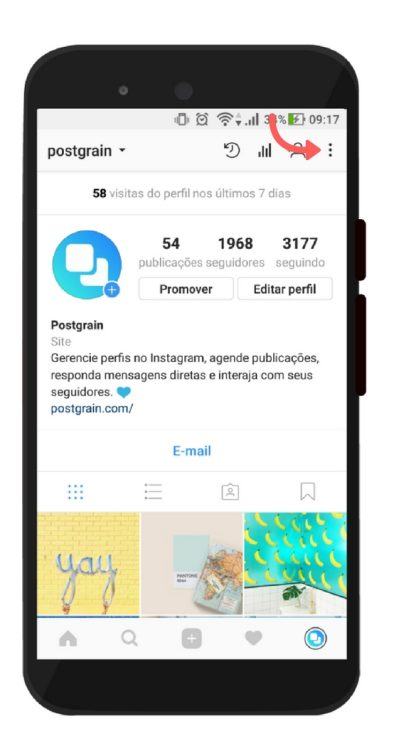 09:17
postgrain
58 visitas do perfil nos últimos 7 dias
54 1968 3177
publicações seguidores seguindo
Promover Editar perfil
Postgrain
Site
Gerencie perfis no Instagram, agende publicações,
responda mensagens diretas e interaja com seus
seguidores. 💙
postgrain.com/
E-mail
yay
PANTONE